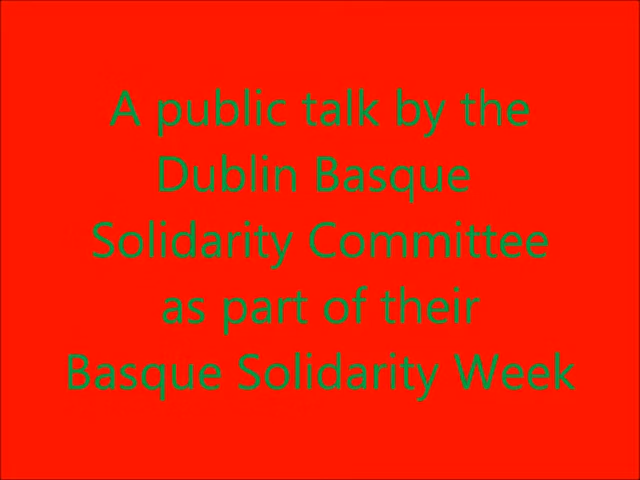 A public talk by the
Dublin Basque
Solidarity Committee
as part of their
Basque Solidarity Week